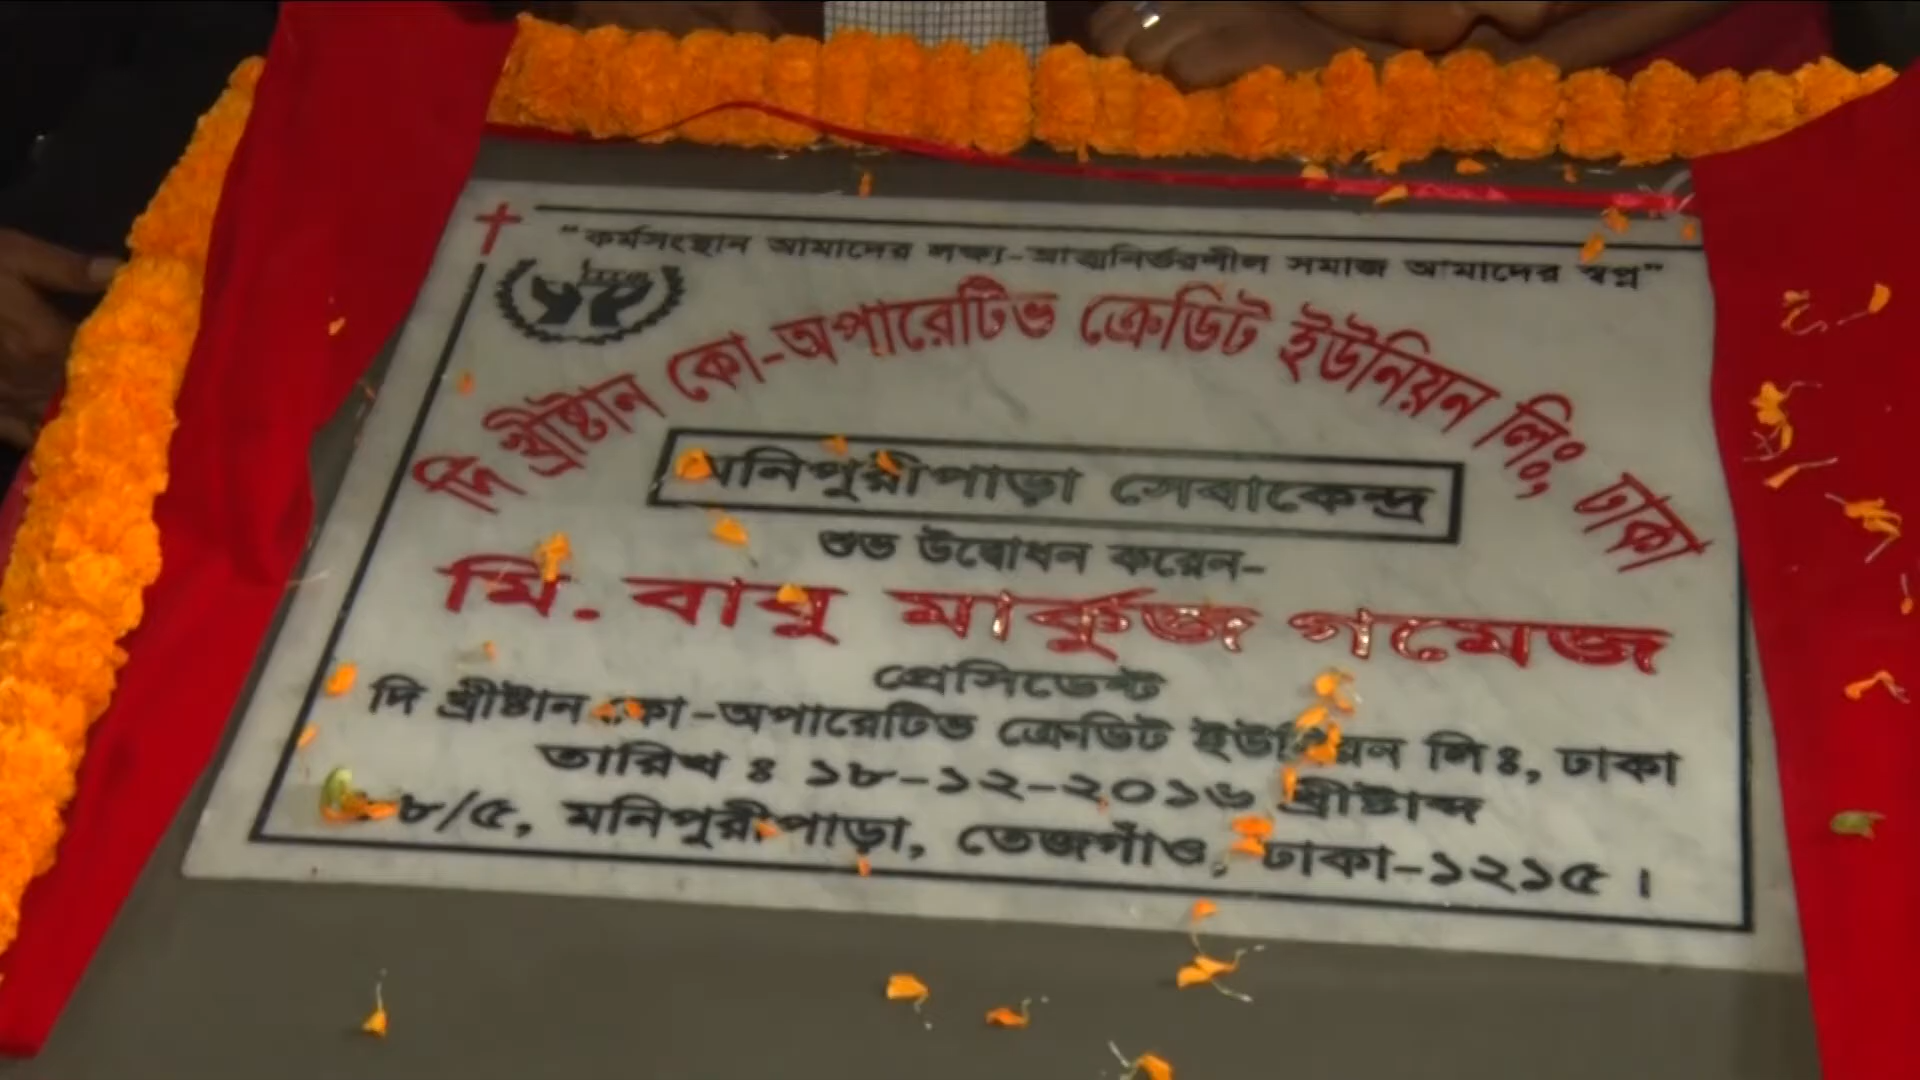 “কর্মসংস্থান আমাদের লক্ষ্য-আত্মনির্ভরশীল সমাজ আমাদের স্বপ্ন”
দি খ্রীষ্টান কো-অপারেটিভ ক্রেডিট ইউনিয়ন লিঃ, ঢাকা
মনিপুরীপাড়া সেবাকেন্দ্র
শুভ উদ্বোধন করেন-
মি. বাবু মার্কুজ গমেজ
প্রেসিডেন্ট
দি খ্রীষ্টান কো-অপারেটিভ ক্রেডিট ইউনিয়ন লিঃ, ঢাকা
তারিখ ঃ ১৮-১২-২০১৬ খ্রীষ্টাব্দ
৮/৫, মনিপুরীপাড়া, তেজগাঁও, ঢাকা-১২১৫ ।